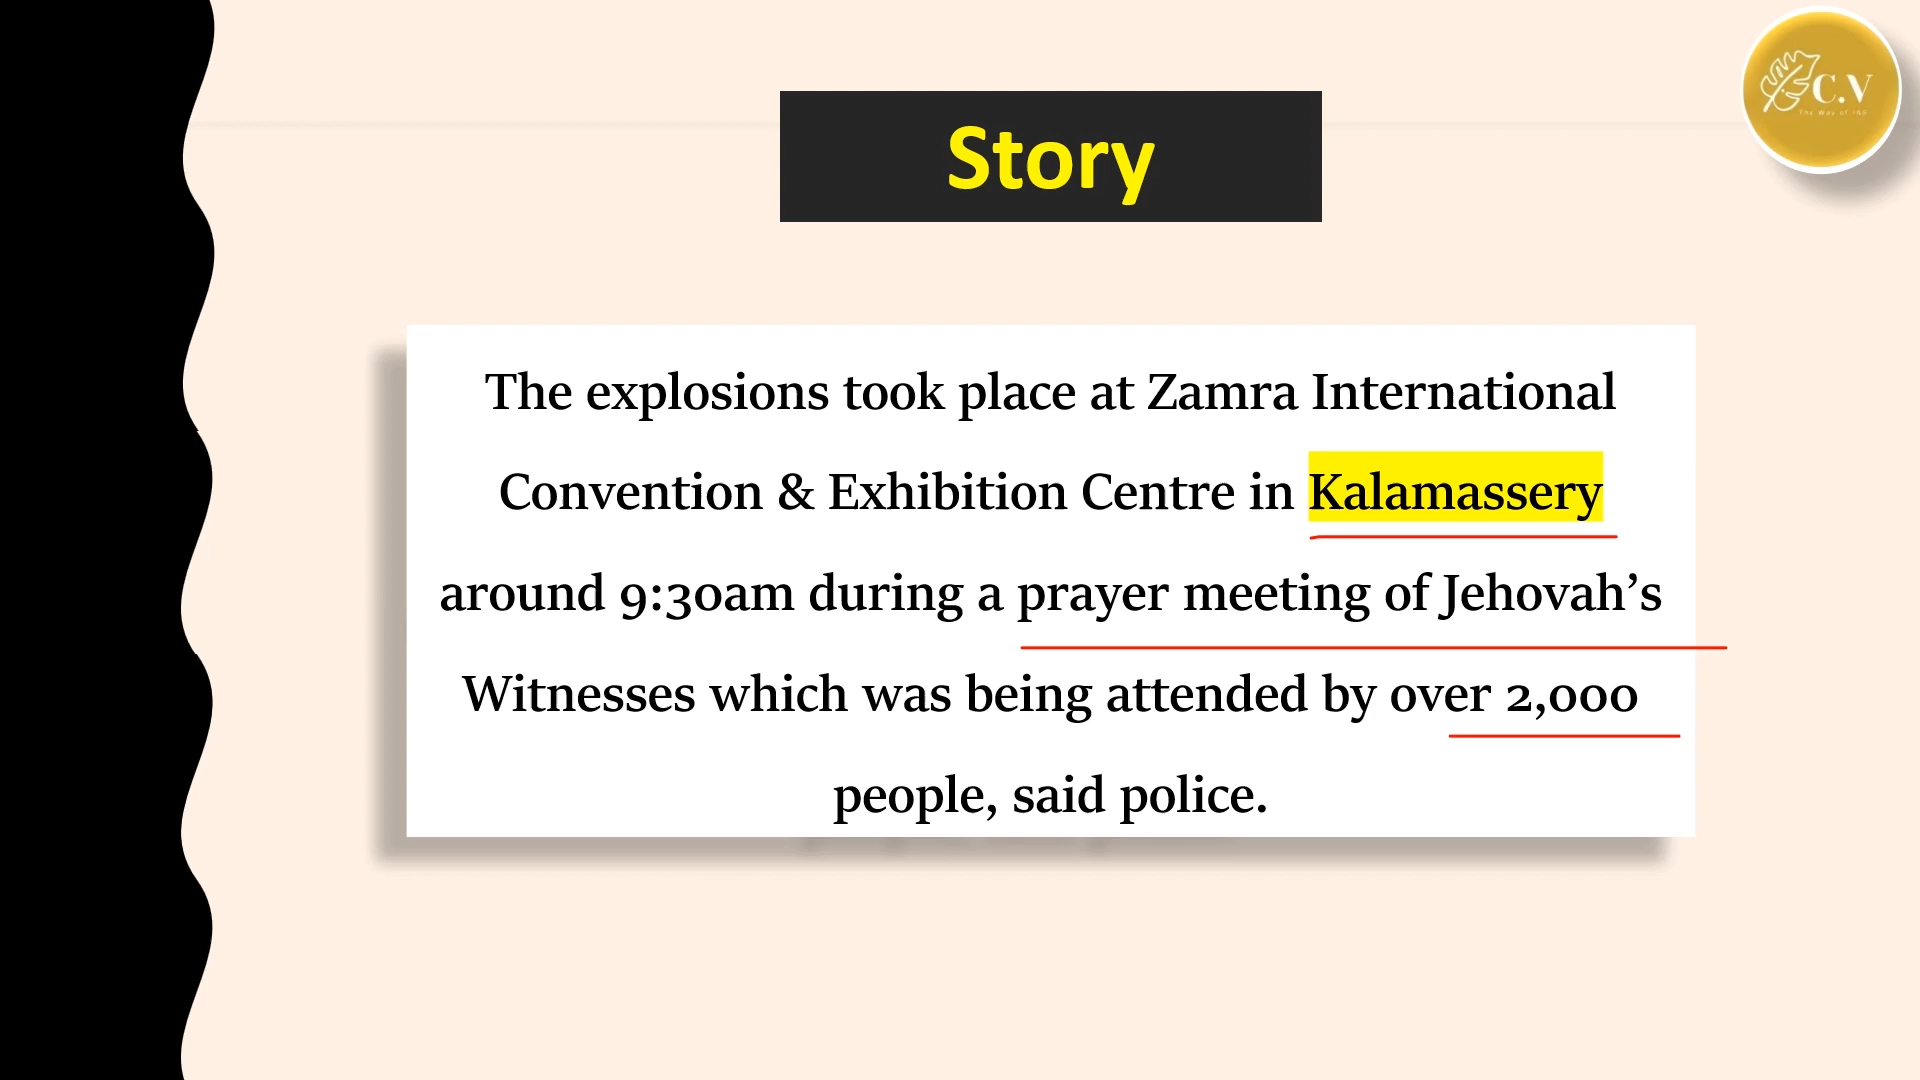 C.V
Story
The explosions took place at Zamra International
Convention & Exhibition Centre in Kalamassery
around 9:30am during a prayer meeting of Jehovah’s
Witnesses which was being attended by over 2,000
people, said police.